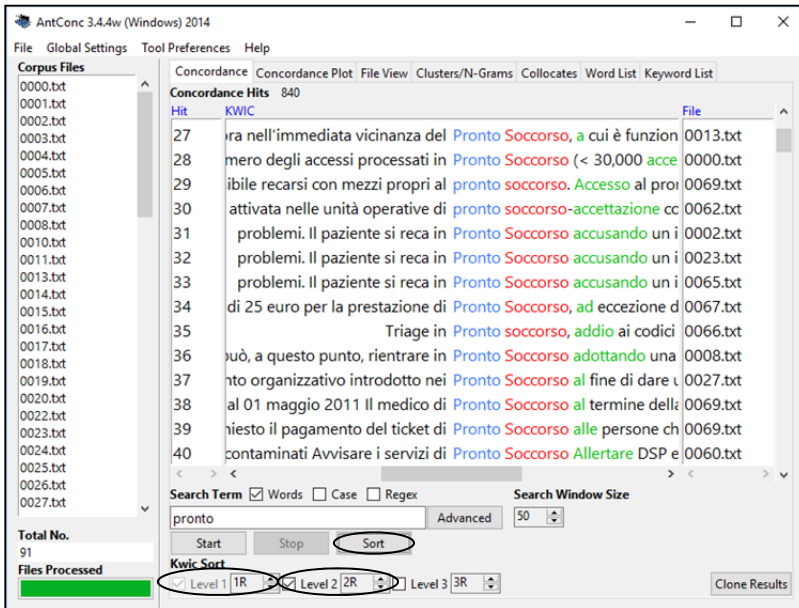 AntConc 3.4.4w (Windows) 2014
File Global Settings Tool Preferences Help
Corpus Files
0000.txt
0001.txt
0002.txt
0003.txt
0004.txt
0005.txt
0006.txt
0007.txt
0008.txt
0010.txt
0011.txt
0013.txt
0014.txt
0015.txt
0016.txt
0017.txt
0018.txt
0019.txt
0020.txt
0022.txt
0023.txt
0024.txt
0025.txt
0026.txt
0027.txt
Total No.
91
Files Processed
Concordance Concordance Plot File View Clusters/N-Grams Collocates Word List Keyword List
Concordance Hits 840
Hit KWIC File
27 ora nell'immediata vicinanza del Pronto Soccorso, a cui è funzion 0013.txt
28 mero degli accessi processati in Pronto Soccorso (< 30,000 acce 0000.txt
29 ibile recarsi con mezzi propri al pronto soccorso. Accesso al pror 0069.txt
30 attivata nelle unità operative di pronto soccorso-accettazione cc 0062.txt
31 problemi. Il paziente si reca in Pronto Soccorso accusando un i 0002.txt
32 problemi. Il paziente si reca in Pronto Soccorso accusando un i 0023.txt
33 problemi. Il paziente si reca in Pronto Soccorso accusando un i 0065.txt
34 di 25 euro per la prestazione di Pronto Soccorso, ad eccezione d 0067.txt
35 Triage in Pronto soccorso, addio ai codici 0066.txt
36 può, a questo punto, rientrare in Pronto Soccorso adottando una 0008.txt
37 nto organizzativo introdotto nei Pronto Soccorso al fine di dare u 0027.txt
38 al 01 maggio 2011 Il medico di Pronto Soccorso al termine della 0069.txt
39 hiesto il pagamento del ticket di Pronto Soccorso alle persone ch 0069.txt
40 contaminati Avvisare i servizi di Pronto Soccorso Allertare DSP e 0060.txt
Search Term Words Case Regex Search Window Size
pronto Advanced 50
Start Stop Sort
Kwic Sort
Level 1 1R Level 2 2R Level 3 3R Clone Results